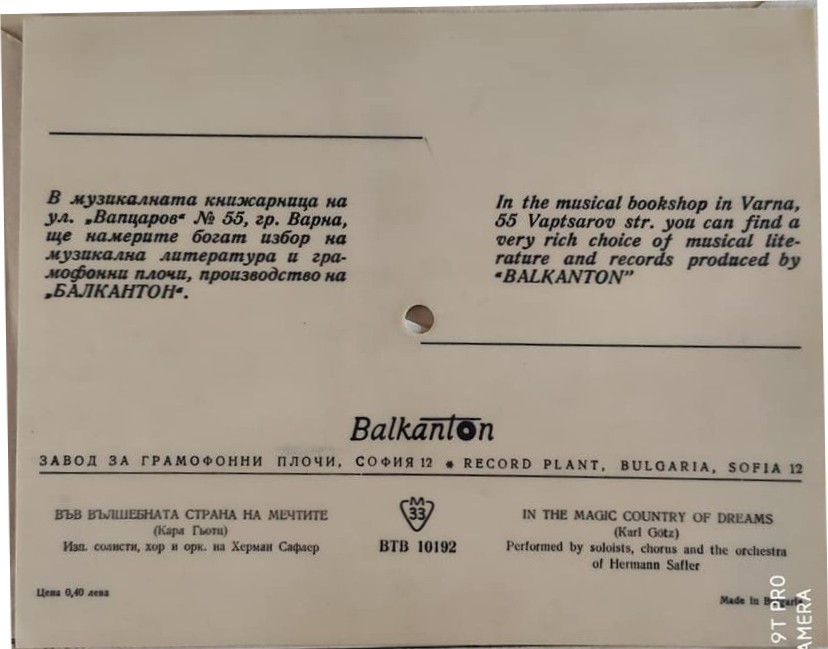 В музикалната книжарница на
ул. „Вапцаров“ № 55, гр. Варна,
ще намерите богат избор на
музикална литература и гра-
мофонни плочи, производство на
„БАЛКАНТОН“.
In the musical bookshop in Varna,
55 Vaptsarov str. you can find a
very rich choice of musical lite-
rature and records produced by
“BALKANTON”
Balkanton
ЗАВОД ЗА ГРАМОФОННИ ПЛОЧИ, СОФИЯ 12 * RECORD PLANT, BULGARIA, SOFIA 12
ВЪВ ВЪЛШЕБНАТА СТРАНА НА МЕЧТИТЕ
(Карл Гьотц)
Изп. солисти, хор и орк. на Херман Сафлер
M
33
ВТВ 10192
IN THE MAGIC COUNTRY OF DREAMS
(Karl Götz)
Performed by soloists, chorus and the orchestra
of Hermann Safler
Цена 0,40 лева
Made in Bulgaria
9T PRO
AMERA